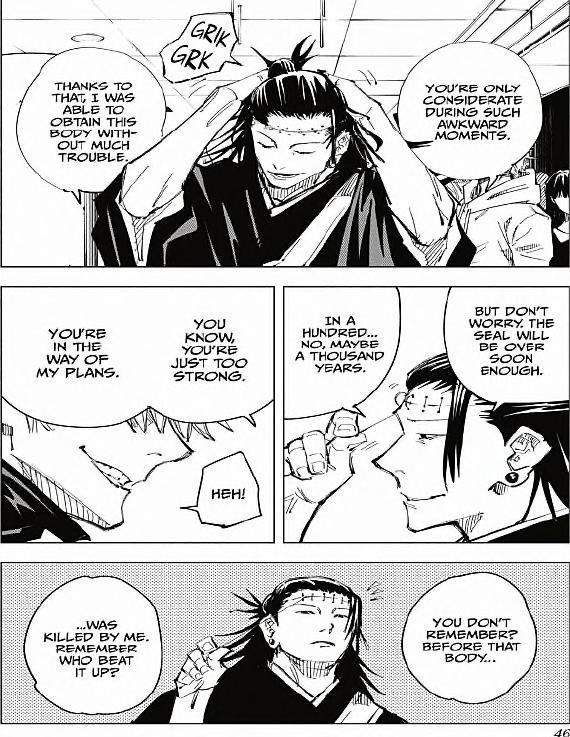 YOU'RE ONLY
CONSIDERATE
DURING SUCH
AWKWARD
MOMENTS.
GRIK
GRK
THANKS TO
THAT, I WAS
ABLE TO
OBTAIN THIS
BODY WITH-
OUT MUCH
TROUBLE.
BUT DON'T
WORRY. THE
SEAL WILL
BE OVER
SOON
ENOUGH.
IN A
HUNDRED...
NO, MAYBE
A THOUSAND
YEARS.
YOU
KNOW,
YOU'RE
JUST TOO
STRONG.
YOU'RE
IN THE
WAY OF
MY PLANS.
HEH!
YOU DON'T
REMEMBER?
BEFORE THAT
BODY...
...WAS
KILLED BY ME.
REMEMBER
WHO BEAT
IT UP?
46